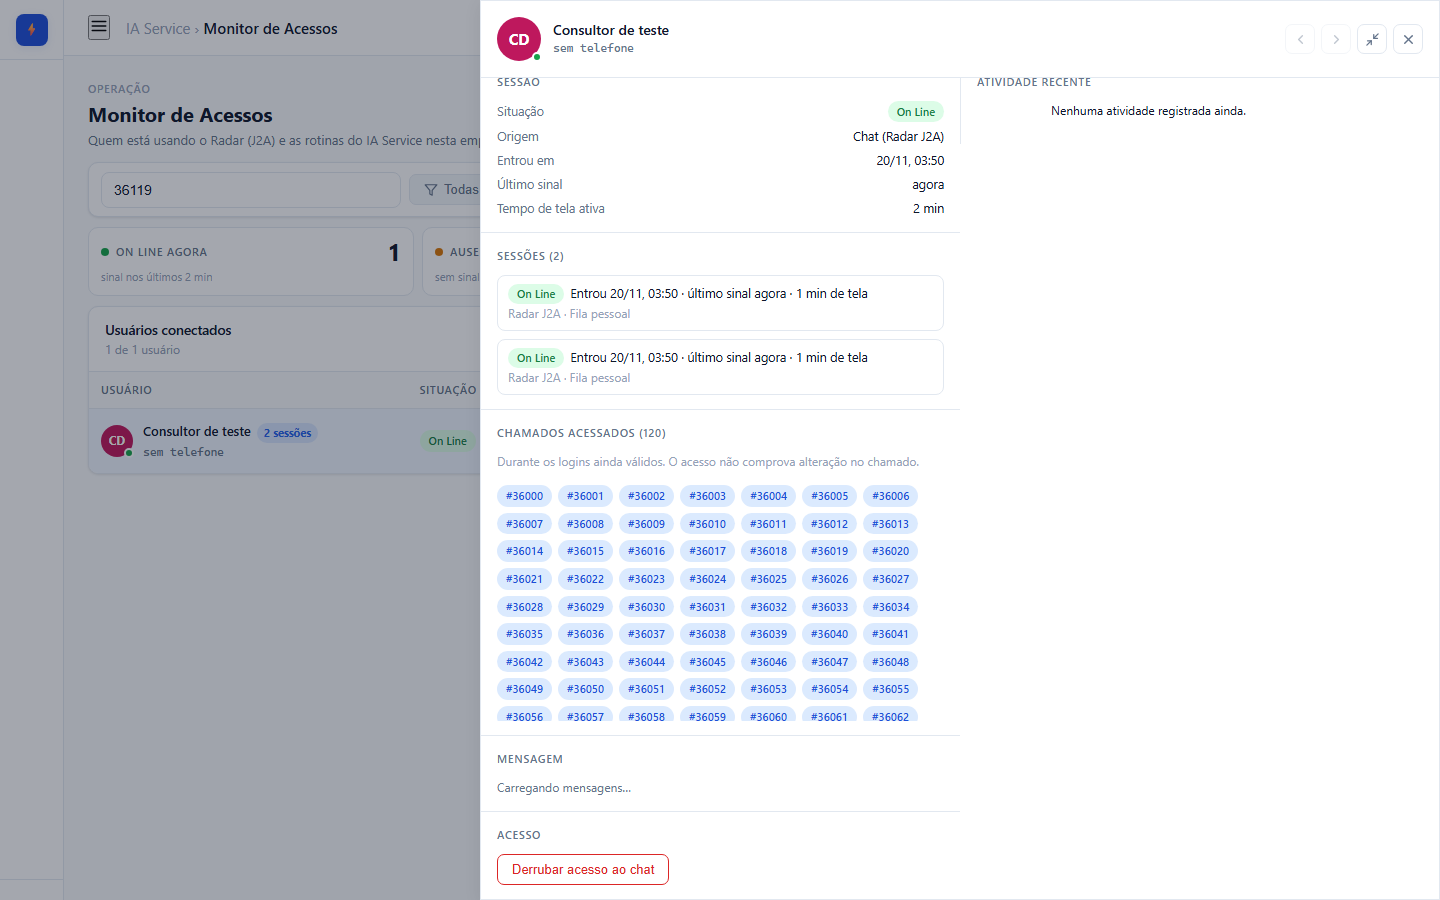 IA Service › Monitor de Acessos
OPERAÇÃO
Monitor de Acessos
Quem está usando o Radar (J2A) e as rotinas do IA Service nesta
36119
Todas
ON LINE AGORA
1
sinal nos últimos 2 min
USUÁRIO
Usuários conectados
1 de 1 usuário
SITUAÇÃO
CD
Consultor de teste
2 sessões
sem telefone
On Line
CD
Consultor de teste
sem telefone
SESSÃO
Situação
On Line
Origem
Chat (Radar J2A)
Entrou em
20/11, 03:50
Último sinal
agora
Tempo de tela ativa
2 min
SESSÕES (2)
On Line Entrou 20/11, 03:50 · último sinal agora · 1 min de tela
Radar J2A · Fila pessoal
On Line Entrou 20/11, 03:50 · último sinal agora · 1 min de tela
Radar J2A · Fila pessoal
CHAMADOS ACESSADOS (120)
Durante os logins ainda válidos. O acesso não comprova alteração no chamado.
#36000 #36001 #36002 #36003 #36004 #36005 #36006
#36007 #36008 #36009 #36010 #36011 #36012 #36013
#36014 #36015 #36016 #36017 #36018 #36019 #36020
#36021 #36022 #36023 #36024 #36025 #36026 #36027
#36028 #36029 #36030 #36031 #36032 #36033 #36034
#36035 #36036 #36037 #36038 #36039 #36040 #36041
#36042 #36043 #36044 #36045 #36046 #36047 #36048
#36049 #36050 #36051 #36052 #36053 #36054 #36055
#36056 #36057 #36058 #36059 #36060 #36061 #36062
MENSAGEM
Carregando mensagens...
ACESSO
Derrubar acesso ao chat
ATIVIDADE RECENTE
Nenhuma atividade registrada ainda.